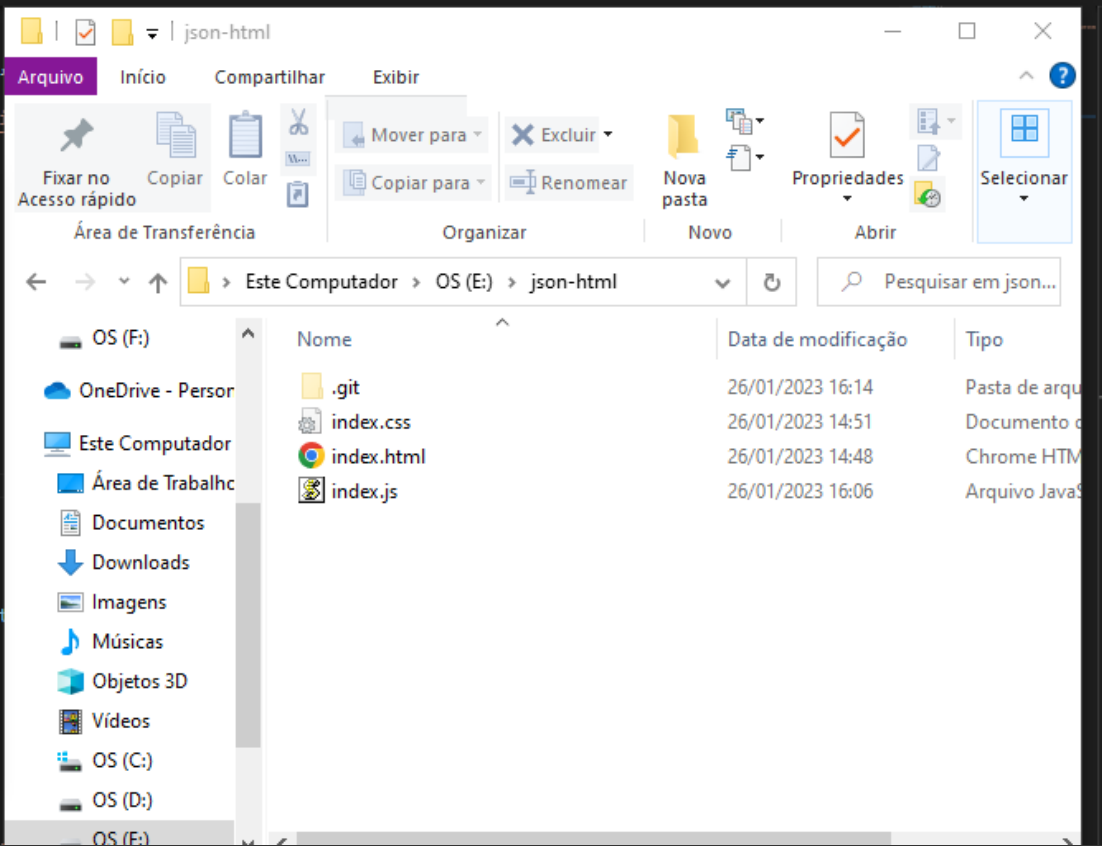 json-html
Arquivo Início Compartilhar Exibir
Fixar no
Acesso rápido
Copiar
Colar
Mover para
Copiar para
Excluir
Renomear
Nova
pasta
Propriedades
Selecionar
Área de Transferência Organizar Novo Abrir
Este Computador OS (E:) json-html
Pesquisar em json...
OS (F:)
OneDrive - Person
Este Computador
Área de Trabalho
Documentos
Downloads
Imagens
Músicas
Objetos 3D
Vídeos
OS (C:)
OS (D:)
OS (E:)
Nome Data de modificação Tipo
.git 26/01/2023 16:14 Pasta de arqu
index.css 26/01/2023 14:51 Documento d
index.html 26/01/2023 14:48 Chrome HTM
index.js 26/01/2023 16:06 Arquivo JavaS